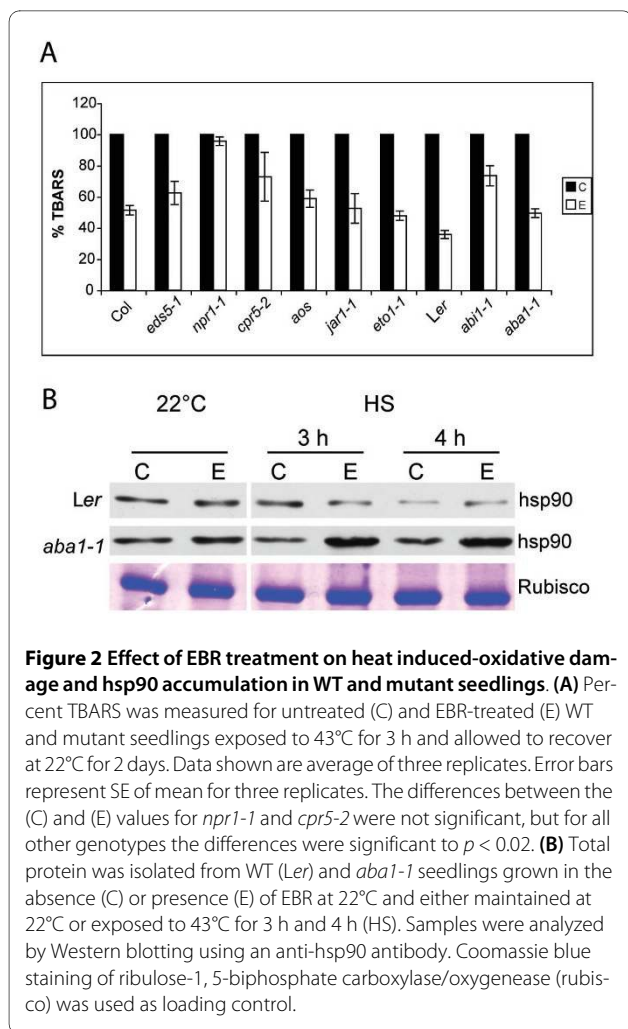 A
120
100
80
60
40
20
0
% TBARS
C
E
Col
eds5-1
npr1-1
cpr5-2
aos
jar1-1
eto1-1
Ler
abi1-1
aba1-1
B
22°C HS
3 h 4 h
C E C E C E
Ler hsp90
aba1-1 hsp90
Rubisco
Figure 2 Effect of EBR treatment on heat induced-oxidative dam-
age and hsp90 accumulation in WT and mutant seedlings. (A) Per-
cent TBARS was measured for untreated (C) and EBR-treated (E) WT
and mutant seedlings exposed to 43°C for 3 h and allowed to recover
at 22°C for 2 days. Data shown are average of three replicates. Error bars
represent SE of mean for three replicates. The differences between the
(C) and (E) values for npr1-1 and cpr5-2 were not significant, but for all
other genotypes the differences were significant to p < 0.02. (B) Total
protein was isolated from WT (Ler) and aba1-1 seedlings grown in the
absence (C) or presence (E) of EBR at 22°C and either maintained at
22°C or exposed to 43°C for 3 h and 4 h (HS). Samples were analyzed
by Western blotting using an anti-hsp90 antibody. Coomassie blue
staining of ribulose-1, 5-biphosphate carboxylase/oxygenease (rubis-
co) was used as loading control.